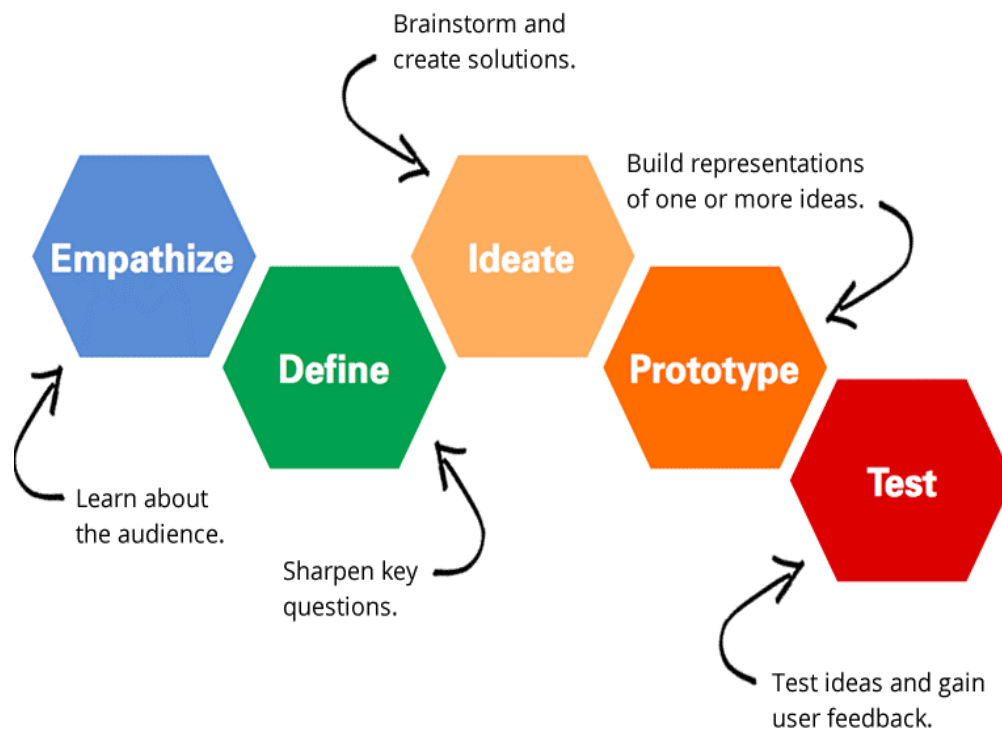 Brainstorm and
create solutions.
Build representations
of one or more ideas.
Empathize
Ideate
Define
Prototype
Test
Learn about
the audience.
Sharpen key
questions.
Test ideas and gain
user feedback.